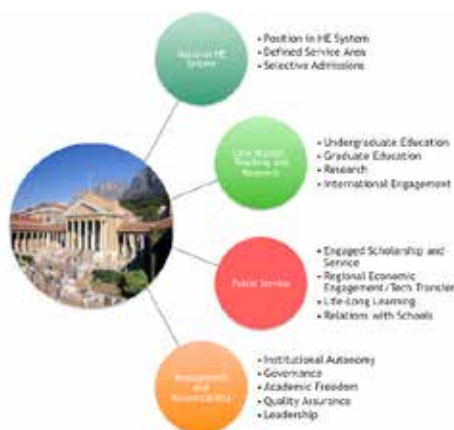 National HE
System
• Position in HE System
• Defined Service Area
• Selective Admissions
Core Mission
Teaching and
Research
• Undergraduate Education
• Graduate Education
• Research
• International Engagement
Public Service
• Engaged Scholarship and
Service
• Regional Economic
Engagement/Tech Transfer
• Life-Long Learning
• Relations with Schools
Management
and
Accountability
• Institutional Autonomy
• Governance
• Academic Freedom
• Quality Assurance
• Leadership